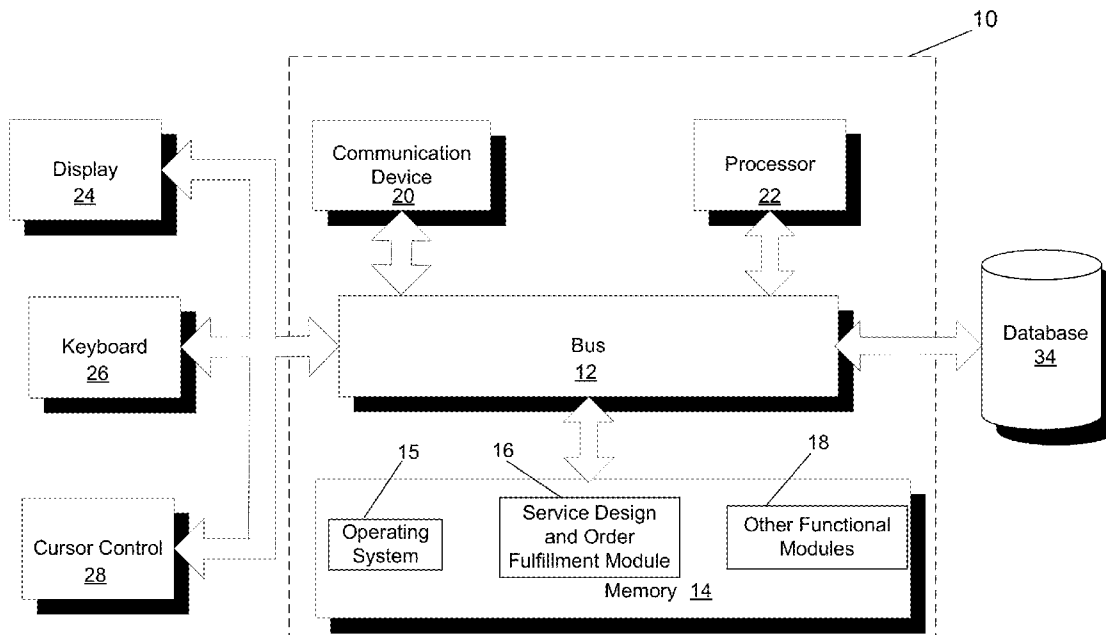 10
Display
24
Communication
Device
20
Processor
22
Keyboard
26
Bus
12
Database
34
Cursor Control
28
15
Operating
System
16
Service Design
and Order
Fulfillment Module
18
Other Functional
Modules
Memory 14